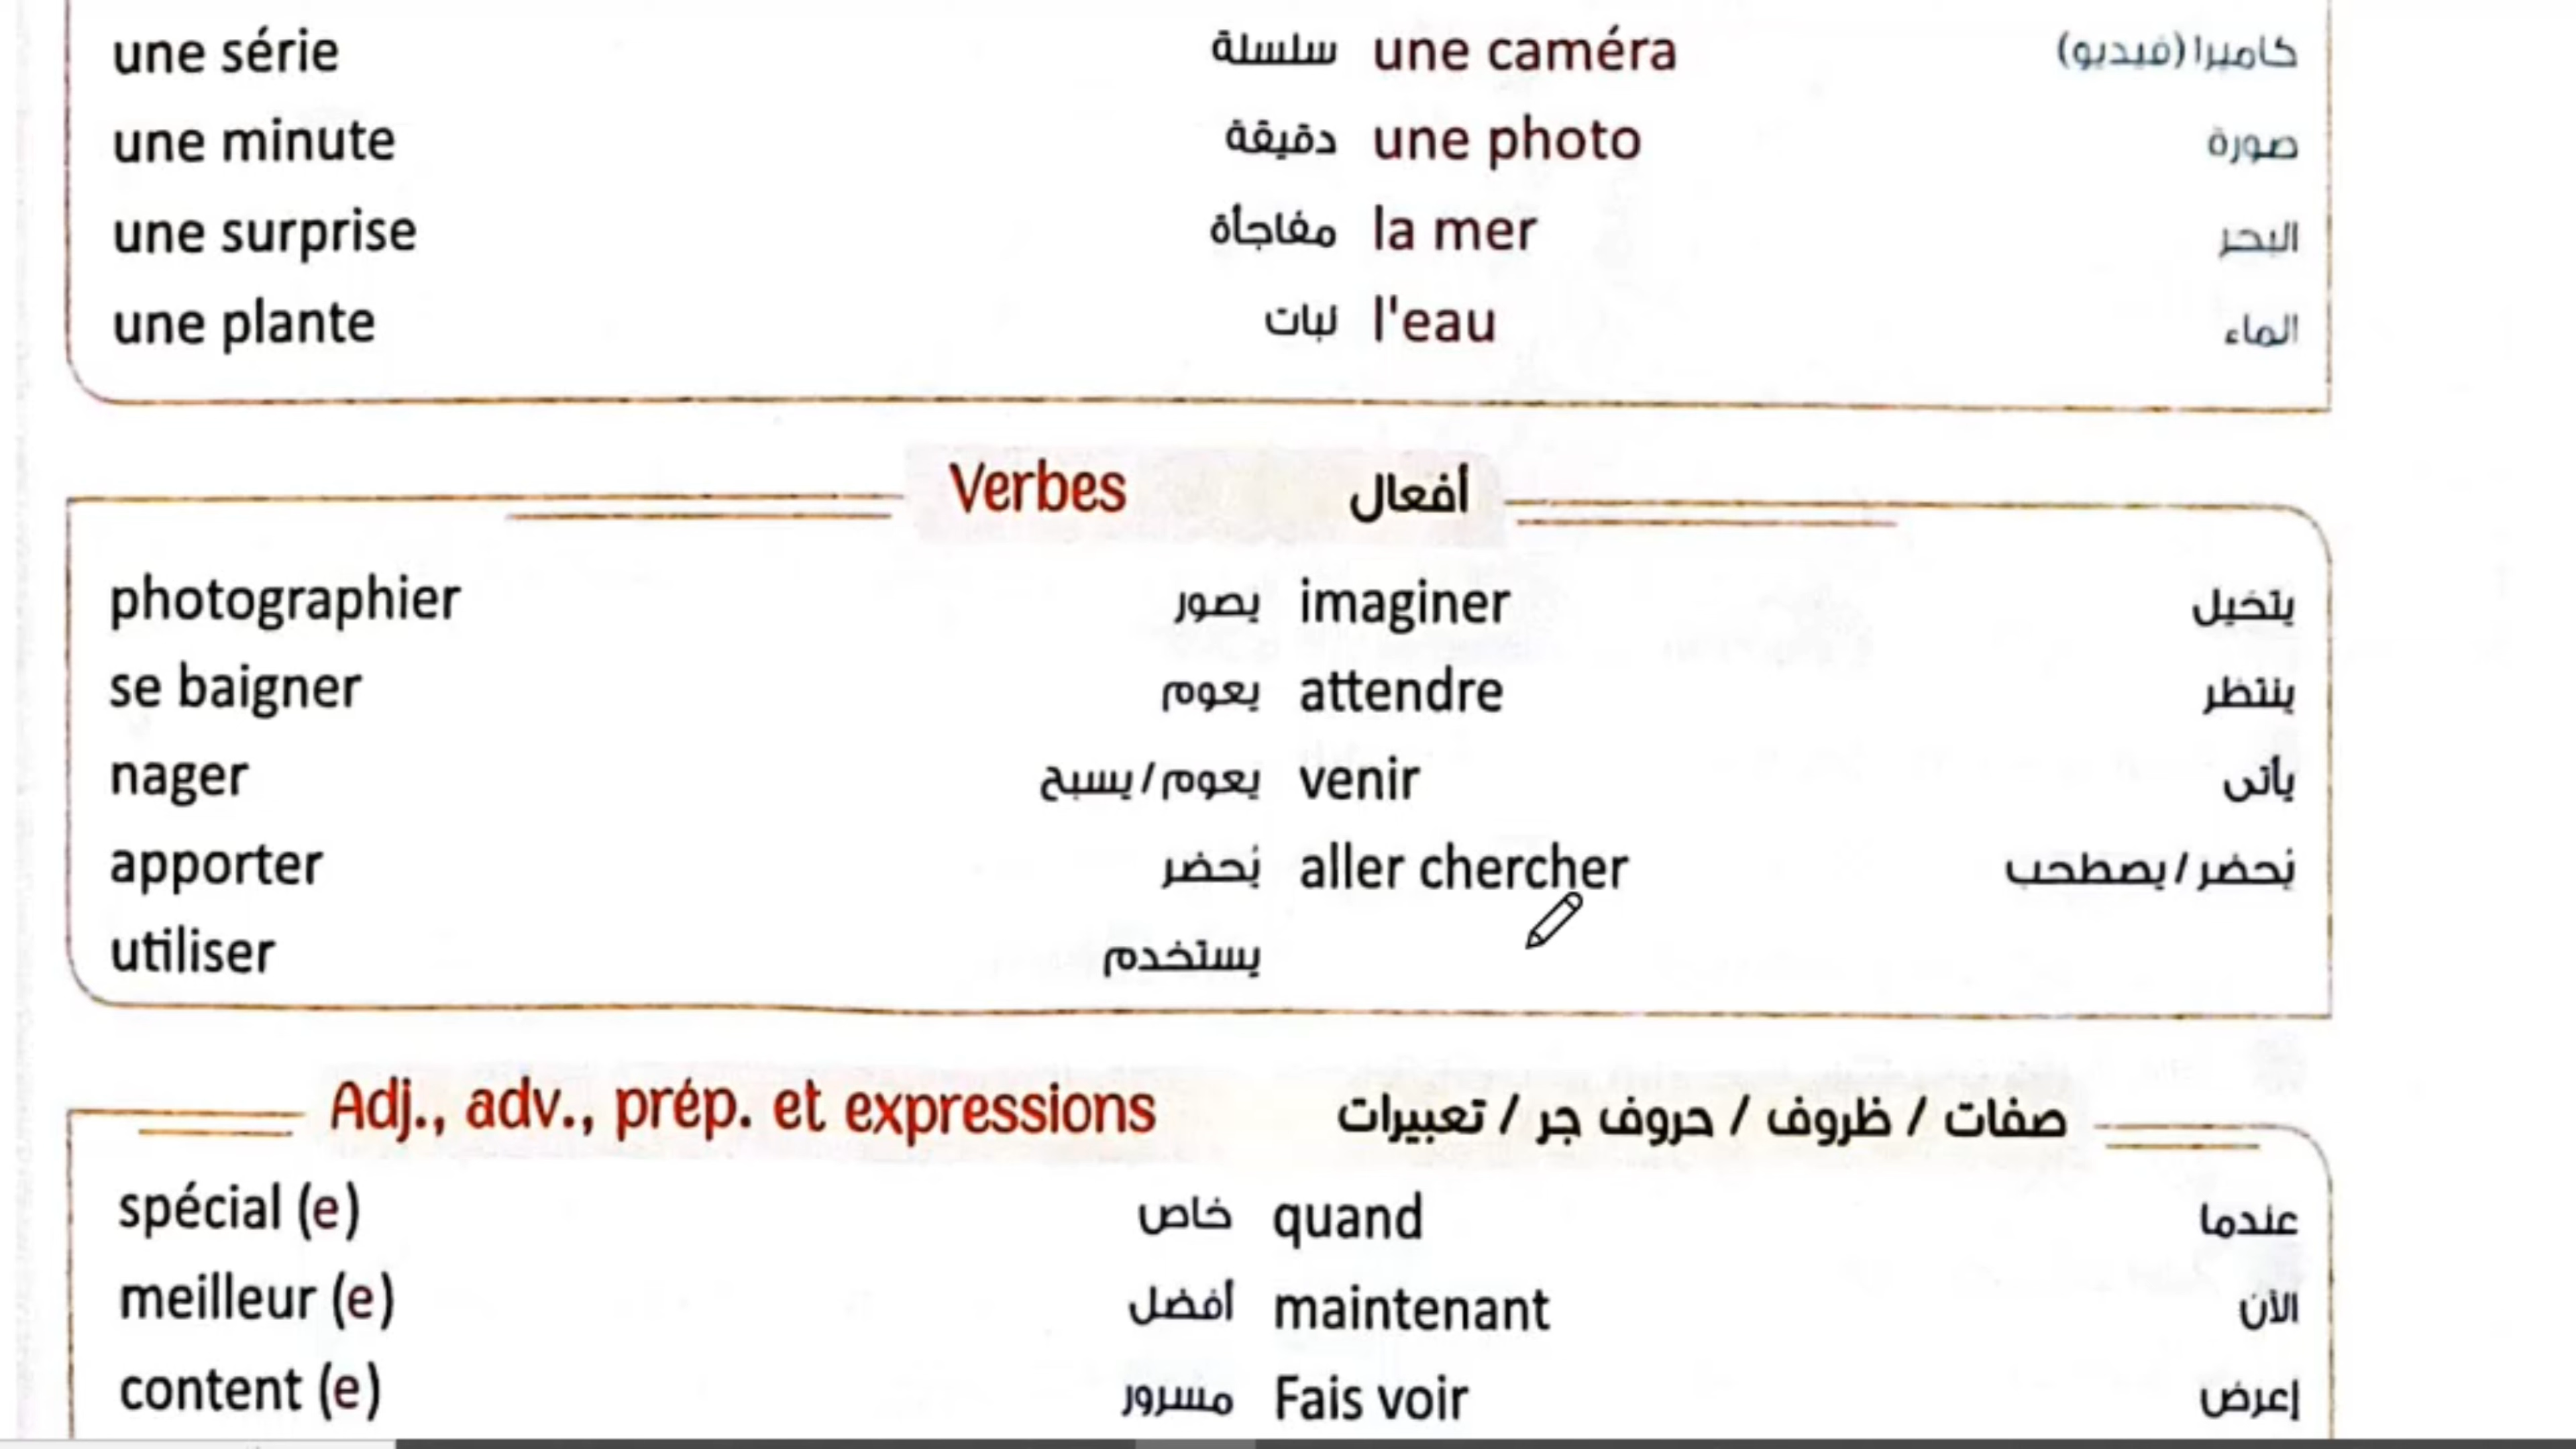 une série سلسلة une caméra كاميرا (فيديو)
une minute دقيقة une photo صورة
une surprise مفاجأة la mer البحر
une plante نبات l'eau الماء
Verbes أفعال
photographier يصور imaginer يتخيل
se baigner يعوم attendre ينتظر
nager يعوم / يسبح venir يأتى
apporter يُحضر aller chercher يُحضر / يصطحب
utiliser يستخدم
Adj., adv., prép. et expressions صفات / ظروف / حروف جر / تعبيرات
spécial (e) خاص quand عندما
meilleur (e) أفضل maintenant الآن
content (e) مسرور Fais voir إعرض